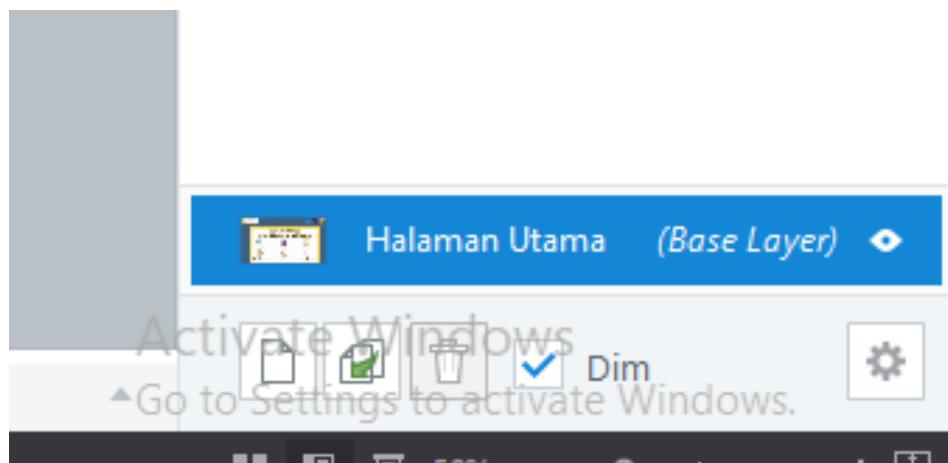 Halaman Utama (Base Layer)
Activate Windows
Dim
Go to Settings to activate Windows.